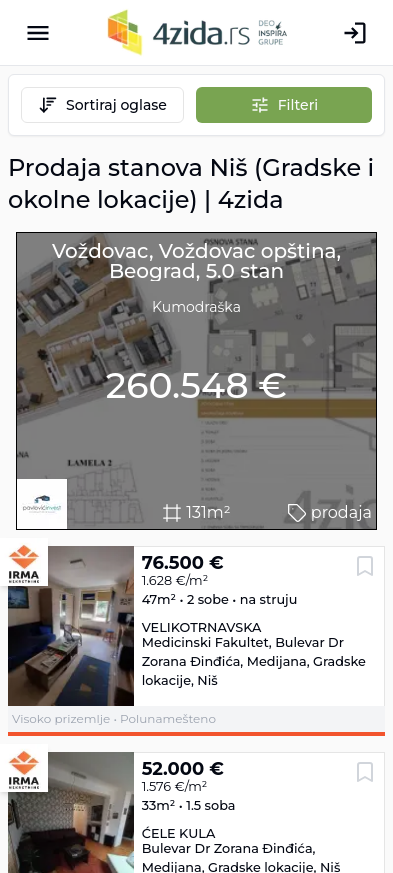 4zida.rs DEO INSPIRA GRUPE
Sortiraj oglase
Filteri
Prodaja stanova Niš (Gradske i
okolne lokacije) | 4zida
OSNOVA STANA
Voždovac, Voždovac opština,
Beograd, 5.0 stan
Kumodraška
260.548 €
LAMELA 2
pavlovićinvest
131m²
prodaja
IRMA
NEKRETNINE
76.500 €
1.628 €/m²
47m² • 2 sobe • na struju
VELIKOTRNAVSKA
Medicinski Fakultet, Bulevar Dr
Zorana Đinđića, Medijana, Gradske
lokacije, Niš
Visoko prizemlje • Polunamešteno
IRMA
NEKRETNINE
52.000 €
1.576 €/m²
33m² • 1.5 soba
ĆELE KULA
Bulevar Dr Zorana Đinđića,
Medijana, Gradske lokacije, Niš